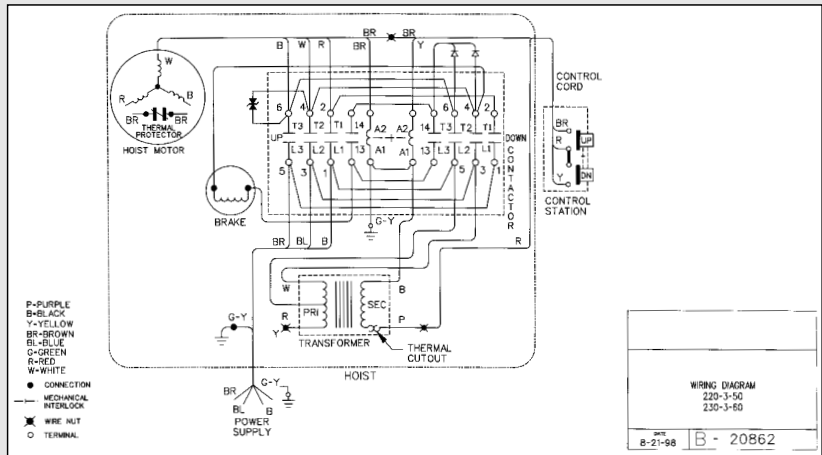 BR BR
B W R BR Y
W
R B
BR BR
THERMAL
PROTECTOR
HOIST MOTOR
6 4 2 6 4 2
T3 T2 T1 14 A2 A2 14 T3 T2 T1
UP DOWN
L3 L2 L1 13 A1 A1 13 L3 L2 L1
5 3 1 5 3 1
CONTACTOR
CONTROL
CORD
BR
R
Y
UP
DN
CONTROL
STATION
BRAKE
G-Y
BR BL B
R
W B
PRI SEC
R
Y
P
TRANSFORMER
THERMAL
CUTOUT
HOIST
G-Y
P-PURPLE
B-BLACK
Y-YELLOW
BR-BROWN
BL-BLUE
G-GREEN
R-RED
W-WHITE
CONNECTION
MECHANICAL
INTERLOCK
WIRE NUT
TERMINAL
BR G-Y
BL B
POWER
SUPPLY
WIRING DIAGRAM
220-3-50
230-3-60
DATE
8-21-98 B - 20862